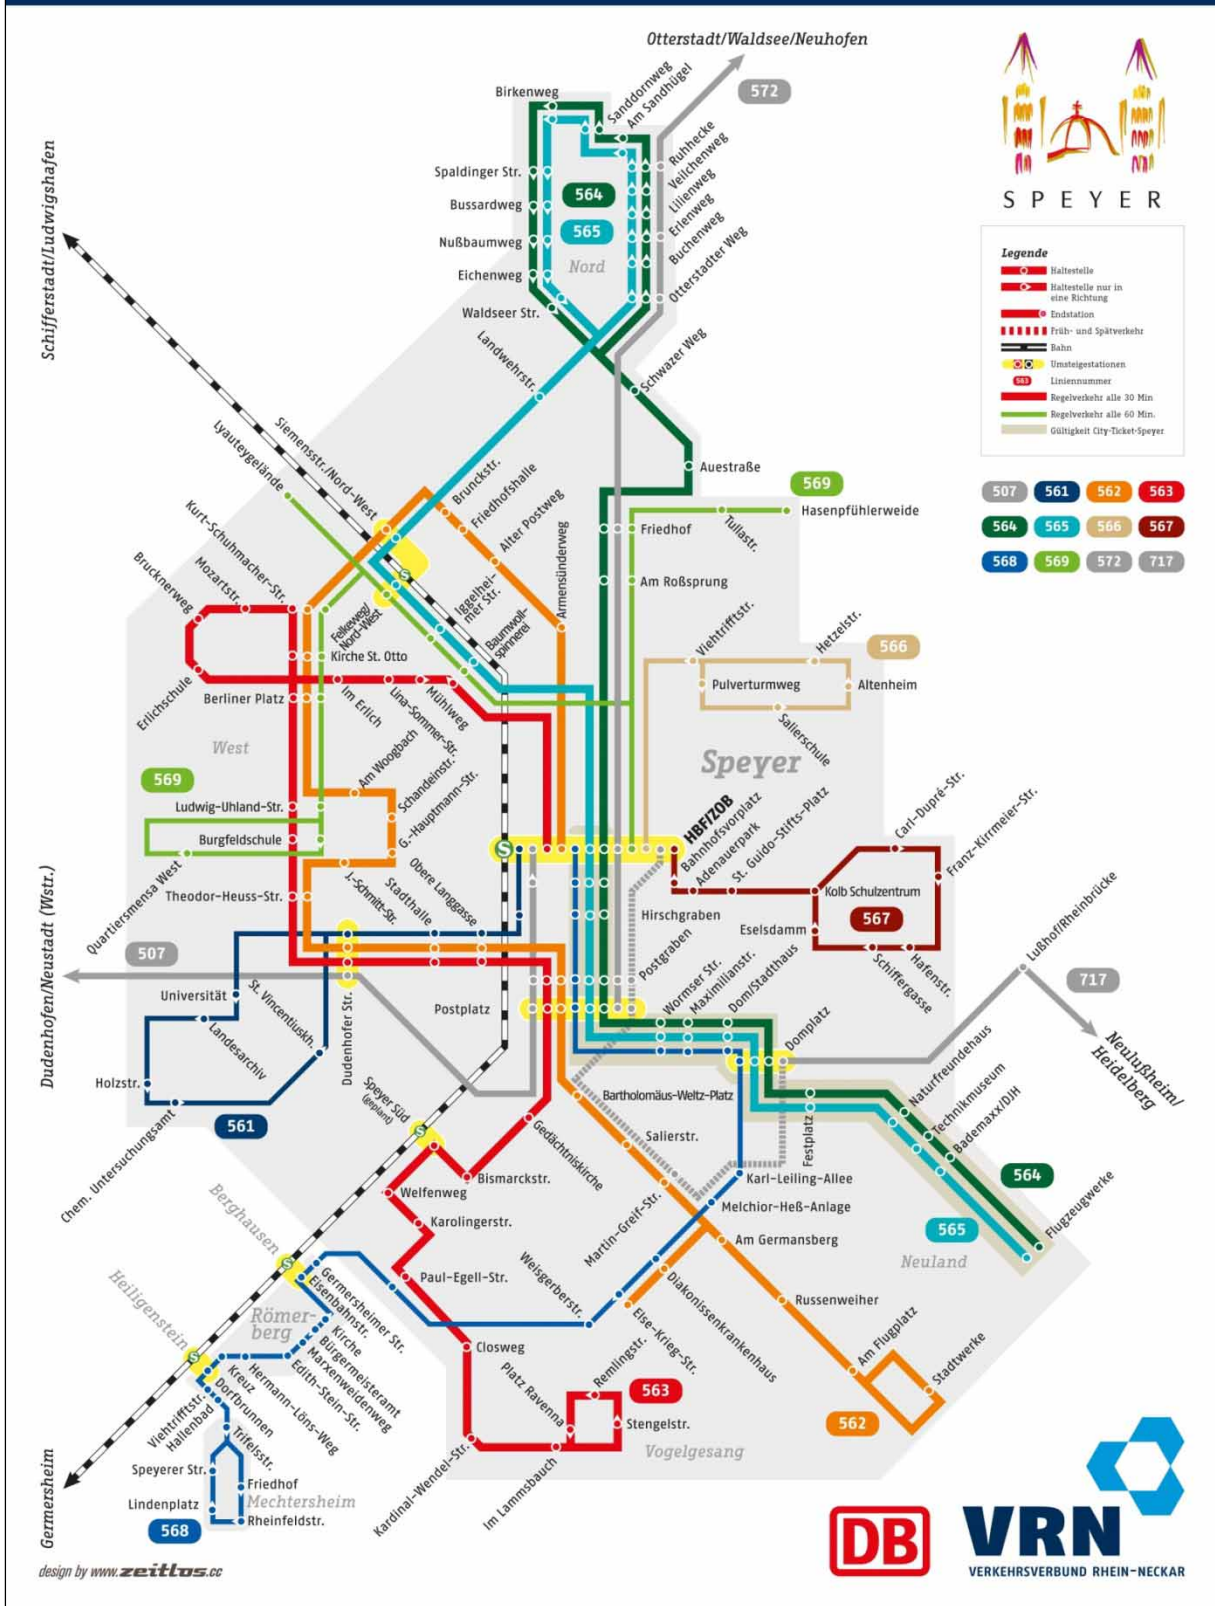 Otterstadt/Waldsee/Neuhofen
572
SPEYER
Birkenweg
Sanddornweg
Am Sandhügel
Ruhhecke
Veilchenweg
Lilienweg
Erlenweg
Buchenweg
Otterstadter Weg
Spaldinger Str.
Bussardweg
Nußbaumweg
Eichenweg
Waldseer Str.
564
565
Nord
Schifferstadt/Ludwigshafen
Legende
Haltestelle
Haltestelle nur in
eine Richtung
Endstation
Früh- und Spätverkehr
Bahn
Umsteigestationen
563
Liniennummer
Regelverkehr alle 30 Min
Regelverkehr alle 60 Min.
Gültigkeit City-Ticket-Speyer
507
561
562
563
564
565
566
567
568
569
572
717
Landwehrstr.
Schwazer Weg
Auestraße
569
Hasenpfühlerweide
Tullastr.
Friedhof
Am Roßsprung
Siemensstr./Nord-West
Lyauteygelände
Brunckstr.
Friedhofshalle
Alter Postweg
Armensünderweg
Kurt-Schuhmacher-Str.
Mozartstr.
Brucknerweg
S
Felkeweg/
Nord-West
Iggelhei-
mer Str.
Baumwoll-
spinnerei
Viehtrifftstr.
Hetzelstr.
566
Pulverturmweg
Altenheim
Salierschule
Kirche St. Otto
Erlichschule
Berliner Platz
Im Erlich
Lina-Sommer-Str.
Mühlweg
West
Speyer
569
Am Woogbach
Schandeinstr.
G.-Hauptmann-Str.
Ludwig-Uhland-Str.
Burgfeldschule
Quartiersmensa West
Theodor-Heuss-Str.
J.-Schmitt-Str.
Stadthalle
Obere Langgasse
S
HBF/ZOB
Bahnhofsvorplatz
Adenauerpark
St. Guido-Stifts-Platz
Carl-Dupré-Str.
Franz-Kirrmeier-Str.
Kolb Schulzentrum
567
Eselsdamm
Schiffergasse
Hafenstr.
Hirschgraben
Postgraben
Wormser Str.
Maximilianstr.
Dom/Stadthaus
Domplatz
Lußhof/Rheinbrücke
717
Neulußheim/
Heidelberg
Dudenhofen/Neustadt (Wstr.)
507
Universität
St. Vincentiuskh.
Landesarchiv
Dudenhofer Str.
Postplatz
Holzstr.
Chem. Untersuchungsamt
561
Speyer Süd
(geplant)
S
Gedächtniskirche
Bismarckstr.
Bartholomäus-Weltz-Platz
Salierstr.
Festplatz
Naturfreundehaus
Technikmuseum
Bademaxx/DJH
564
Flugzeugwerke
565
Neuland
Welfenweg
Karolingerstr.
Paul-Egell-Str.
Closweg
Karl-Leiling-Allee
Melchior-Heß-Anlage
Martin-Greif-Str.
Weisgerberstr.
Am Germansberg
Russenweiher
Am Flugplatz
Stadtwerke
562
Diakonissenkrankenhaus
Else-Krieg-Str.
Berghausen
S
Heiligenstein
S
Römer-
berg
Germersheimer Str.
Eisenbahnstr.
Kirche
Bürgermeisteramt
Marxenweidenweg
Edith-Stein-Str.
Hermann-Löns-Weg
Kreuz
Dorfbrunnen
Viehtrifftstr.
Hallenbad
Trifelsstr.
Speyerer Str.
Lindenplatz
Friedhof
Mechtersheim
Rheinfeldstr.
568
Germersheim
Platz Ravenna
Remlingstr.
563
Stengelstr.
Vogelgesang
Kardinal-Wendel-Str.
Im Lammsbauch
DB
VRN
VERKEHRSVERBUND RHEIN-NECKAR
design by www.zeitlos.cc